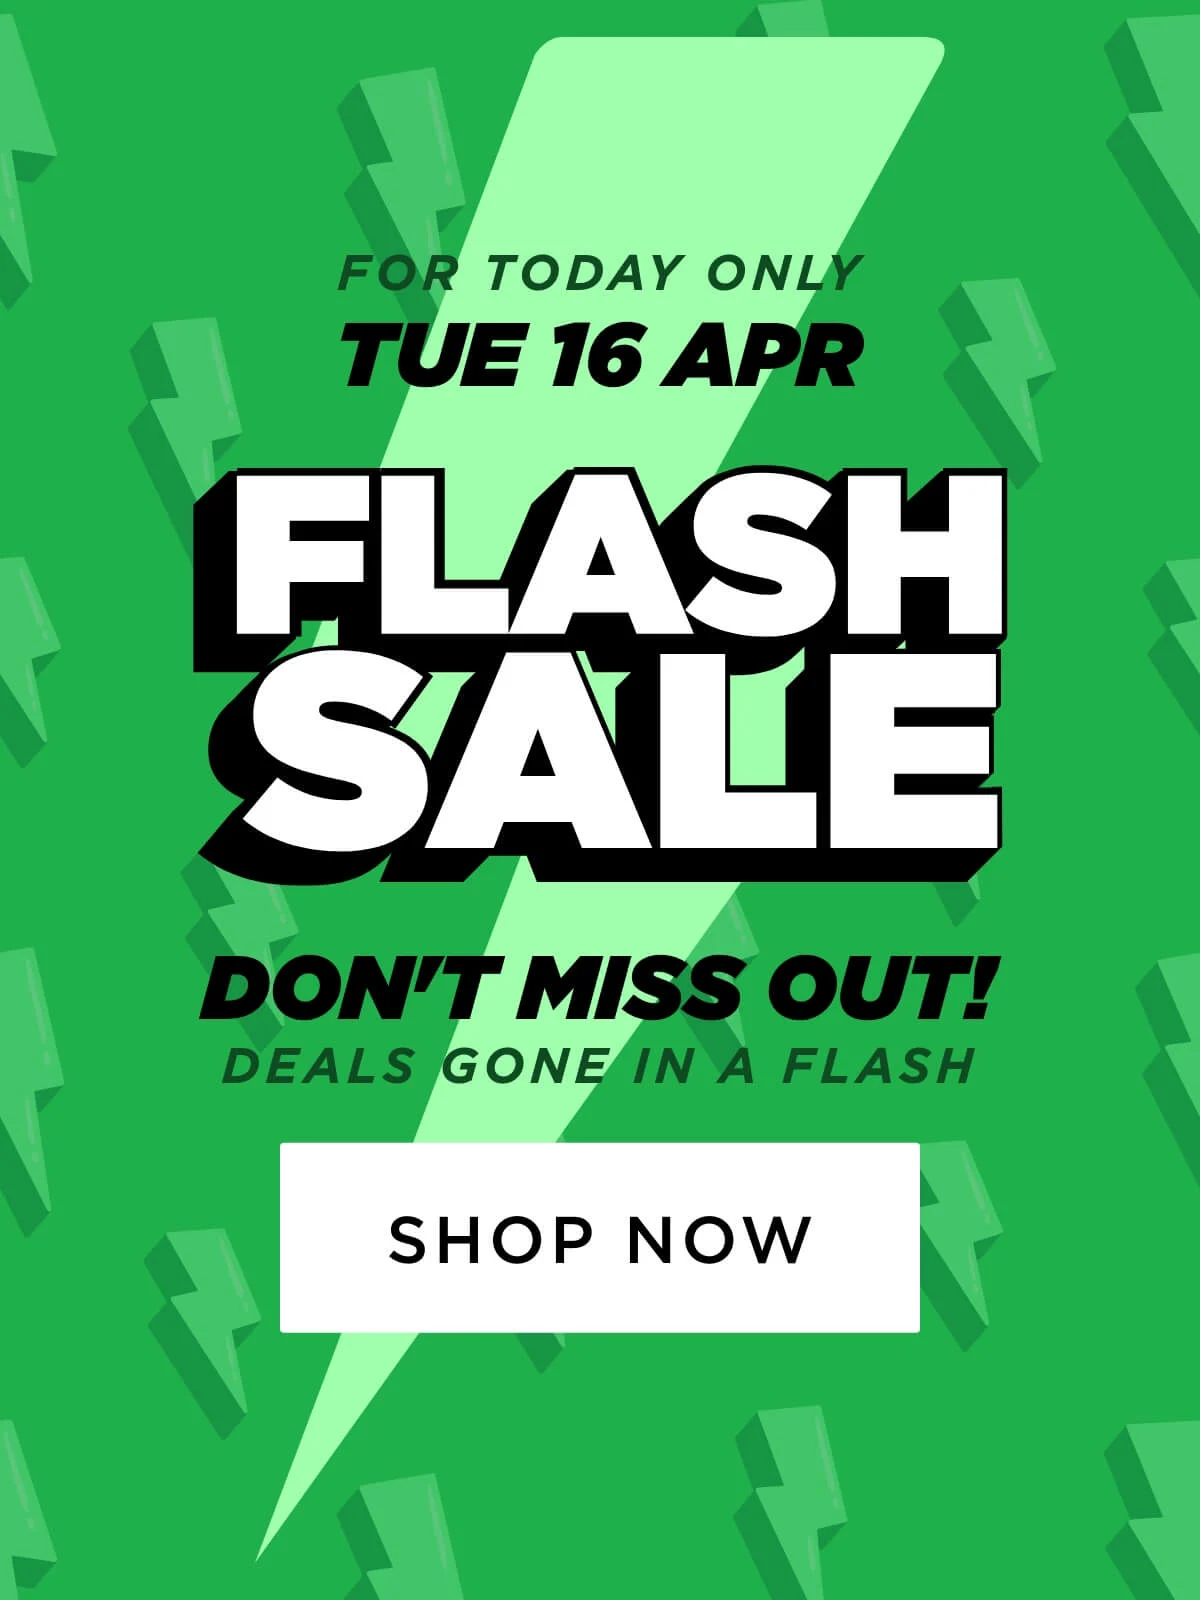 FOR TODAY ONLY
TUE 16 APR
FLASH
SALE
DON'T MISS OUT!
DEALS GONE IN A FLASH
SHOP NOW